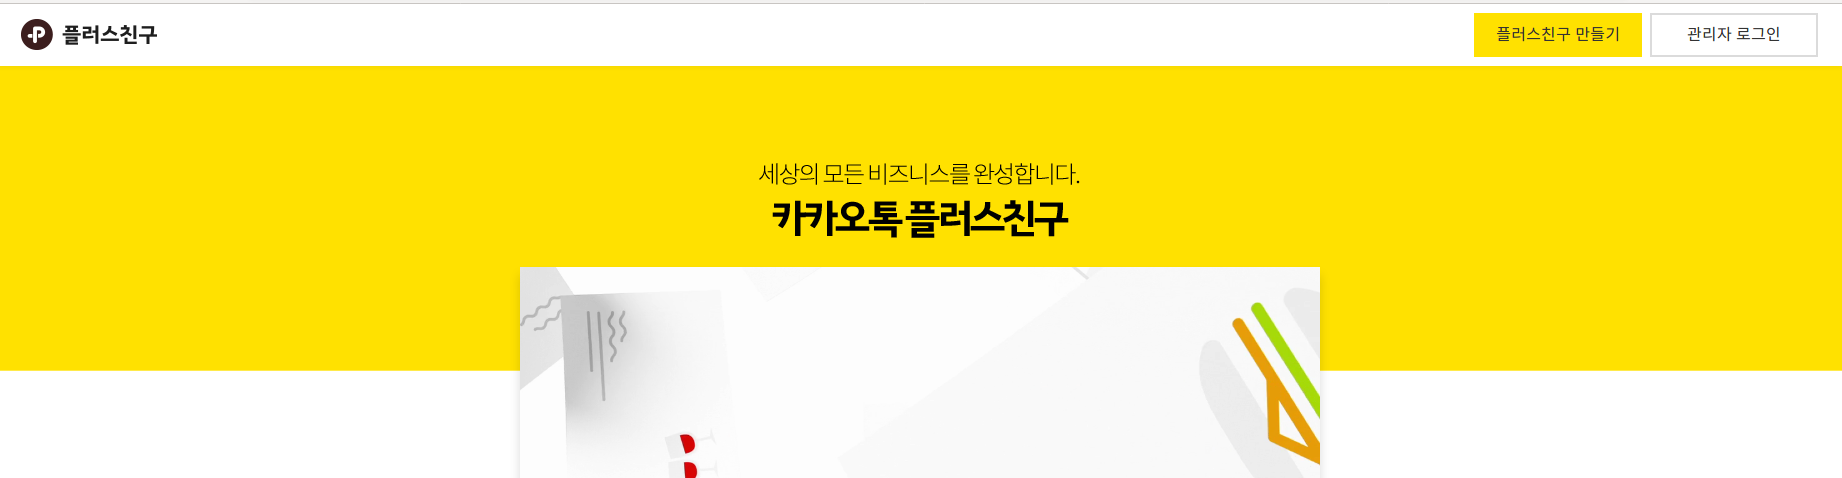 플러스친구
플러스친구 만들기
관리자 로그인
세상의 모든 비즈니스를 완성합니다.
카카오톡 플러스친구